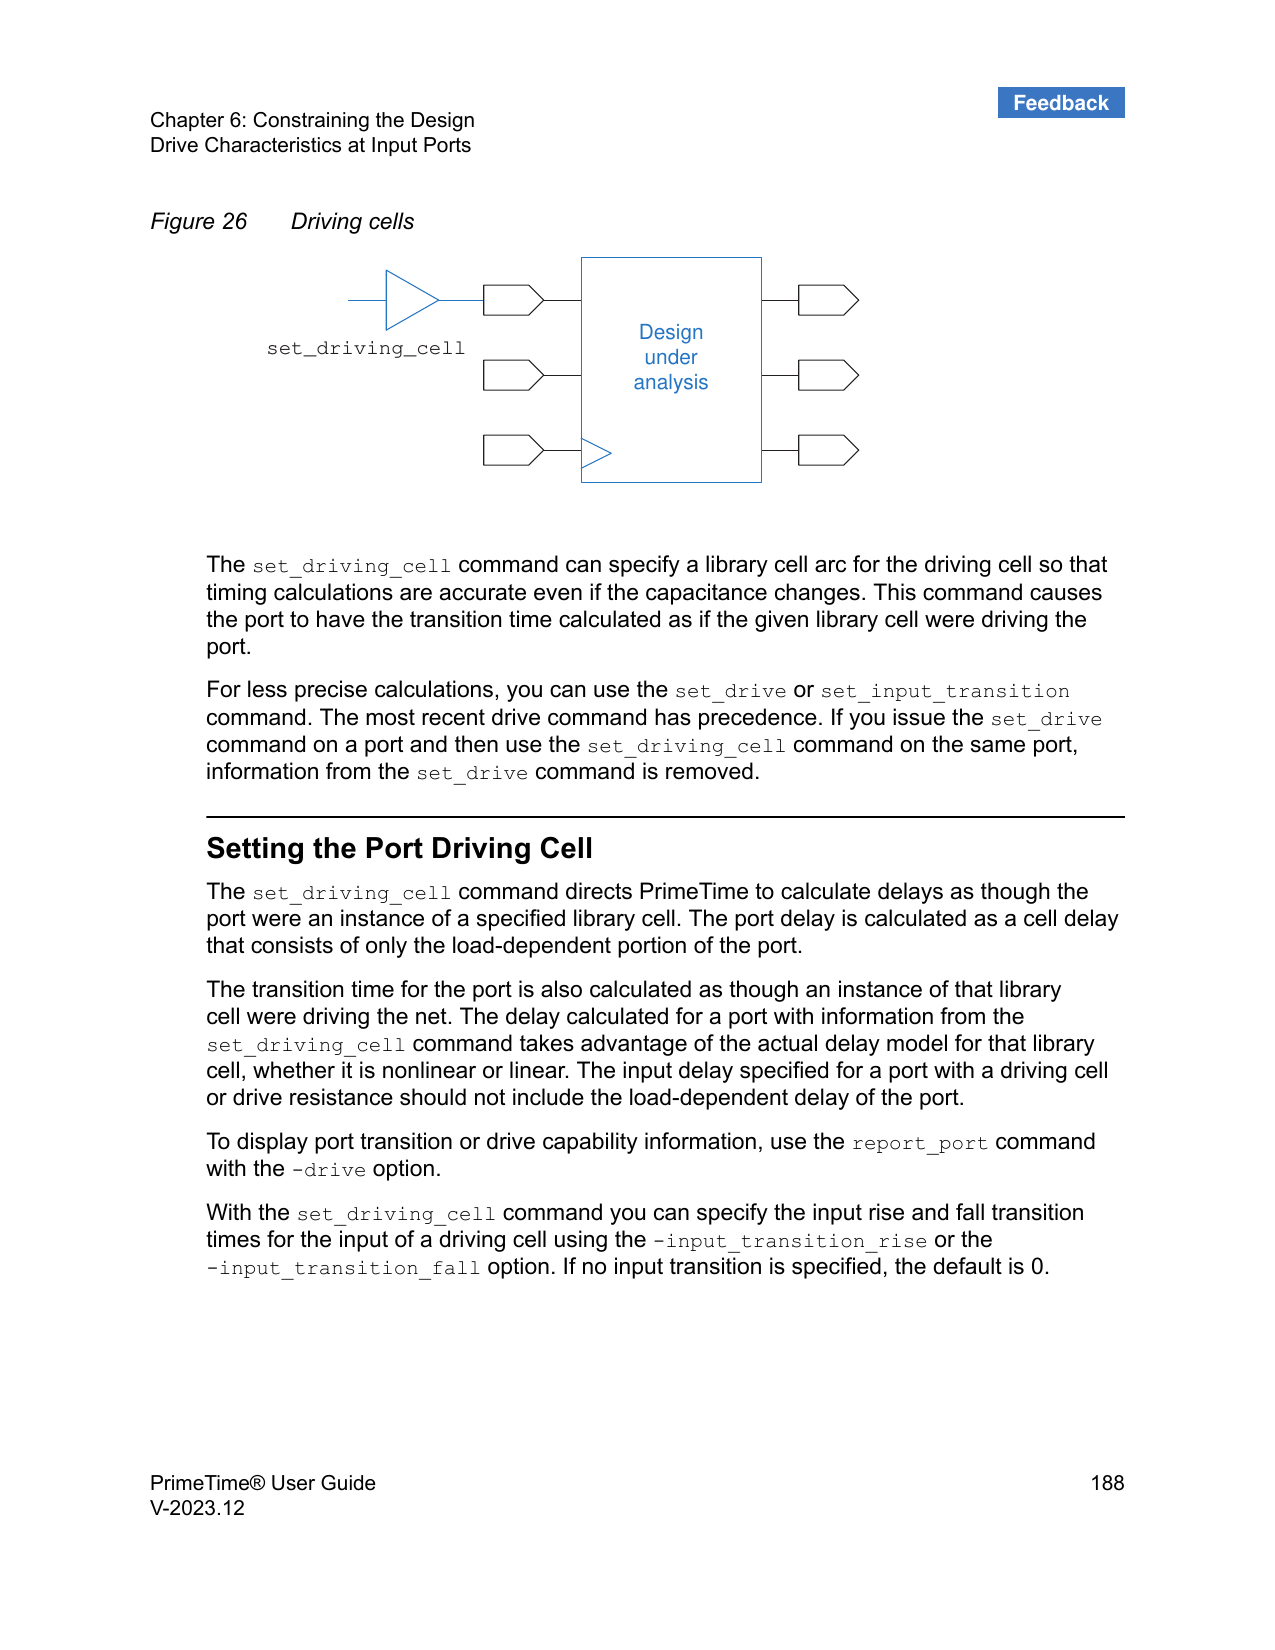 Feedback
Chapter 6: Constraining the Design
Drive Characteristics at Input Ports
Figure 26 Driving cells
set_driving_cell
Design
under
analysis
The set_driving_cell command can specify a library cell arc for the driving cell so that
timing calculations are accurate even if the capacitance changes. This command causes
the port to have the transition time calculated as if the given library cell were driving the
port.
For less precise calculations, you can use the set_drive or set_input_transition
command. The most recent drive command has precedence. If you issue the set_drive
command on a port and then use the set_driving_cell command on the same port,
information from the set_drive command is removed.
Setting the Port Driving Cell
The set_driving_cell command directs PrimeTime to calculate delays as though the
port were an instance of a specified library cell. The port delay is calculated as a cell delay
that consists of only the load-dependent portion of the port.
The transition time for the port is also calculated as though an instance of that library
cell were driving the net. The delay calculated for a port with information from the
set_driving_cell command takes advantage of the actual delay model for that library
cell, whether it is nonlinear or linear. The input delay specified for a port with a driving cell
or drive resistance should not include the load-dependent delay of the port.
To display port transition or drive capability information, use the report_port command
with the -drive option.
With the set_driving_cell command you can specify the input rise and fall transition
times for the input of a driving cell using the -input_transition_rise or the
-input_transition_fall option. If no input transition is specified, the default is 0.
PrimeTime® User Guide 188
V-2023.12